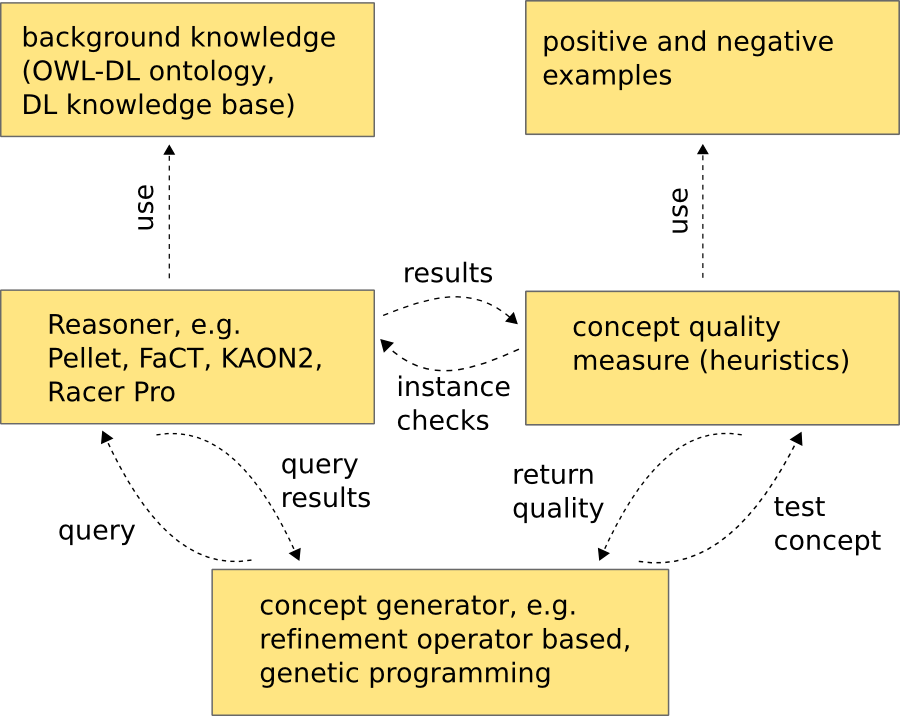 background knowledge
(OWL-DL ontology,
DL knowledge base)
positive and negative
examples
use
use
results
Reasoner, e.g.
Pellet, FaCT, KAON2,
Racer Pro
concept quality
measure (heuristics)
instance
checks
query
results
return
quality
query
test
concept
concept generator, e.g.
refinement operator based,
genetic programming